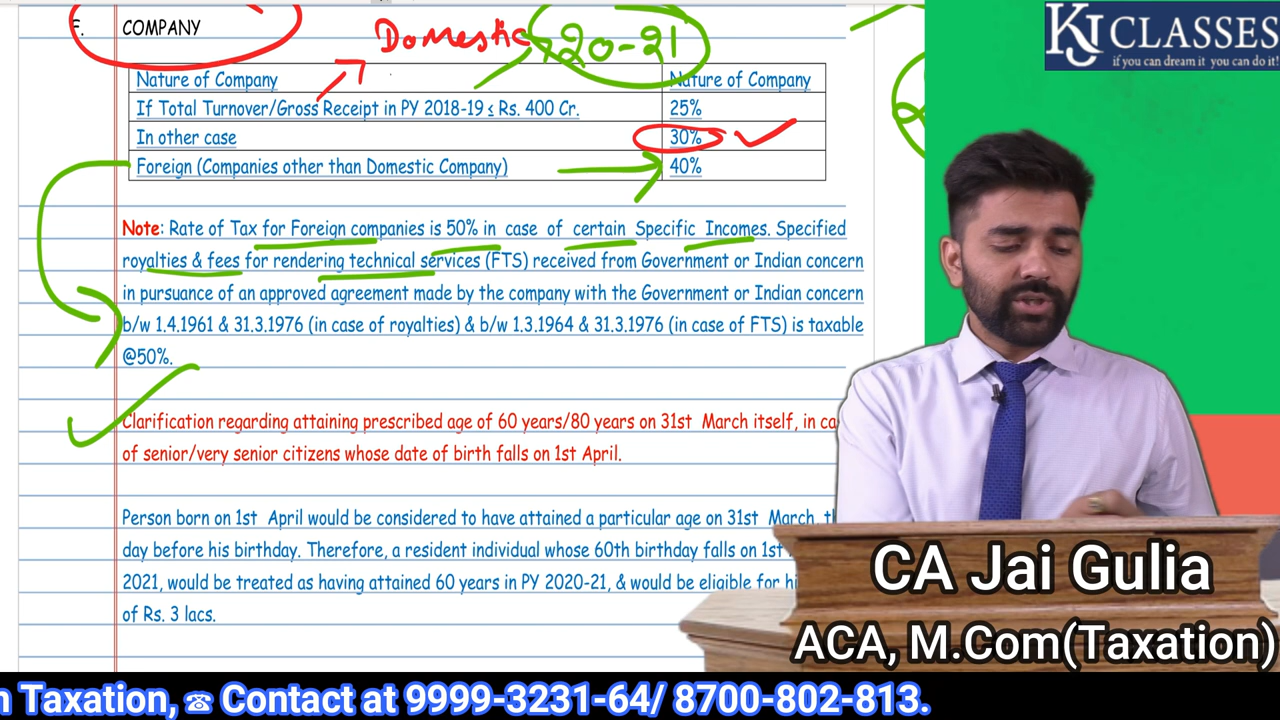 F. COMPANY
Domestic
20-21
KJ CLASSES
if you can dream it you can do it!
Nature of Company Nature of Company
If Total Turnover/Gross Receipt in PY 2018-19 ≤ Rs. 400 Cr. 25%
In other case 30%
Foreign (Companies other than Domestic Company) 40%
Note: Rate of Tax for Foreign companies is 50% in case of certain Specific Incomes. Specified
royalties & fees for rendering technical services (FTS) received from Government or Indian concern
in pursuance of an approved agreement made by the company with the Government or Indian concern
b/w 1.4.1961 & 31.3.1976 (in case of royalties) & b/w 1.3.1964 & 31.3.1976 (in case of FTS) is taxable
@50%.
Clarification regarding attaining prescribed age of 60 years/80 years on 31st March itself, in
of senior/very senior citizens whose date of birth falls on 1st April.
Person born on 1st April would be considered to have attained a particular age on 31st March,
day before his birthday. Therefore, a resident individual whose 60th birthday falls on 1st
2021, would be treated as having attained 60 years in PY 2020-21, & would be eligible for
of Rs. 3 lacs.
CA Jai Gulia
ACA, M.Com(Taxation)
Taxation, ☎ Contact at 9999-3231-64/ 8700-802-813.